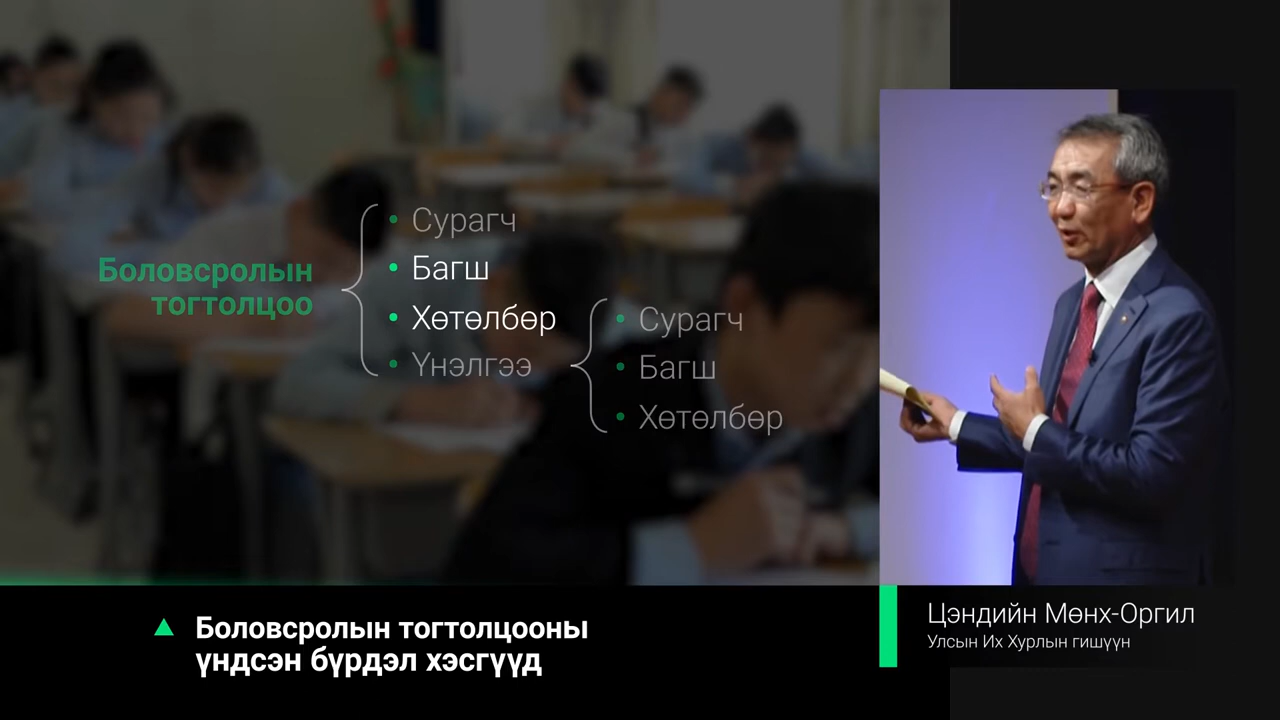 Боловсролын
тогтолцоо
Сурагч
Багш
Хөтөлбөр
Үнэлгээ
Сурагч
Багш
Хөтөлбөр
Боловсролын тогтолцооны
үндсэн бүрдэл хэсгүүд
Цэндийн Мөнх-Оргил
Улсын Их Хурлын гишүүн